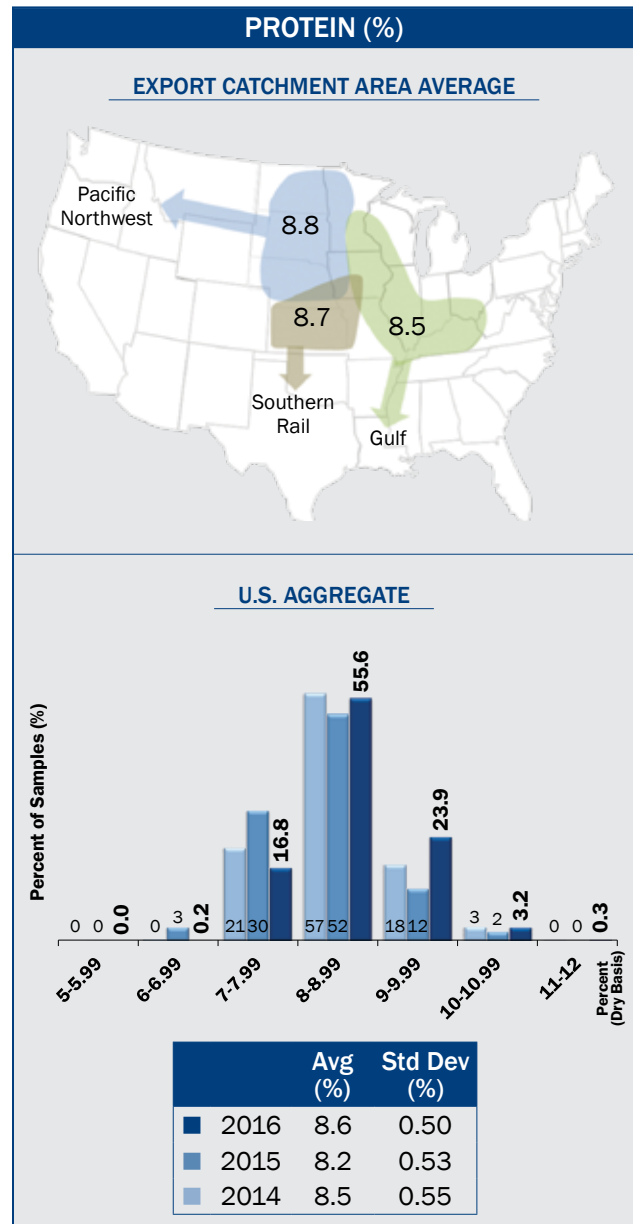 PROTEIN (%)
EXPORT CATCHMENT AREA AVERAGE
Pacific
Northwest
8.8
8.7
8.5
Southern
Rail
Gulf
U.S. AGGREGATE
Percent of Samples (%)
0 0 0.0
0 3 0.2
21 30 16.8
57 52 55.6
18 12 23.9
3 2 3.2
0 0 0.3
5-5.99
6-6.99
7-7.99
8-8.99
9-9.99
10-10.99
11-12
Percent
(Dry Basis)
Avg Std Dev
(%) (%)
2016 8.6 0.50
2015 8.2 0.53
2014 8.5 0.55